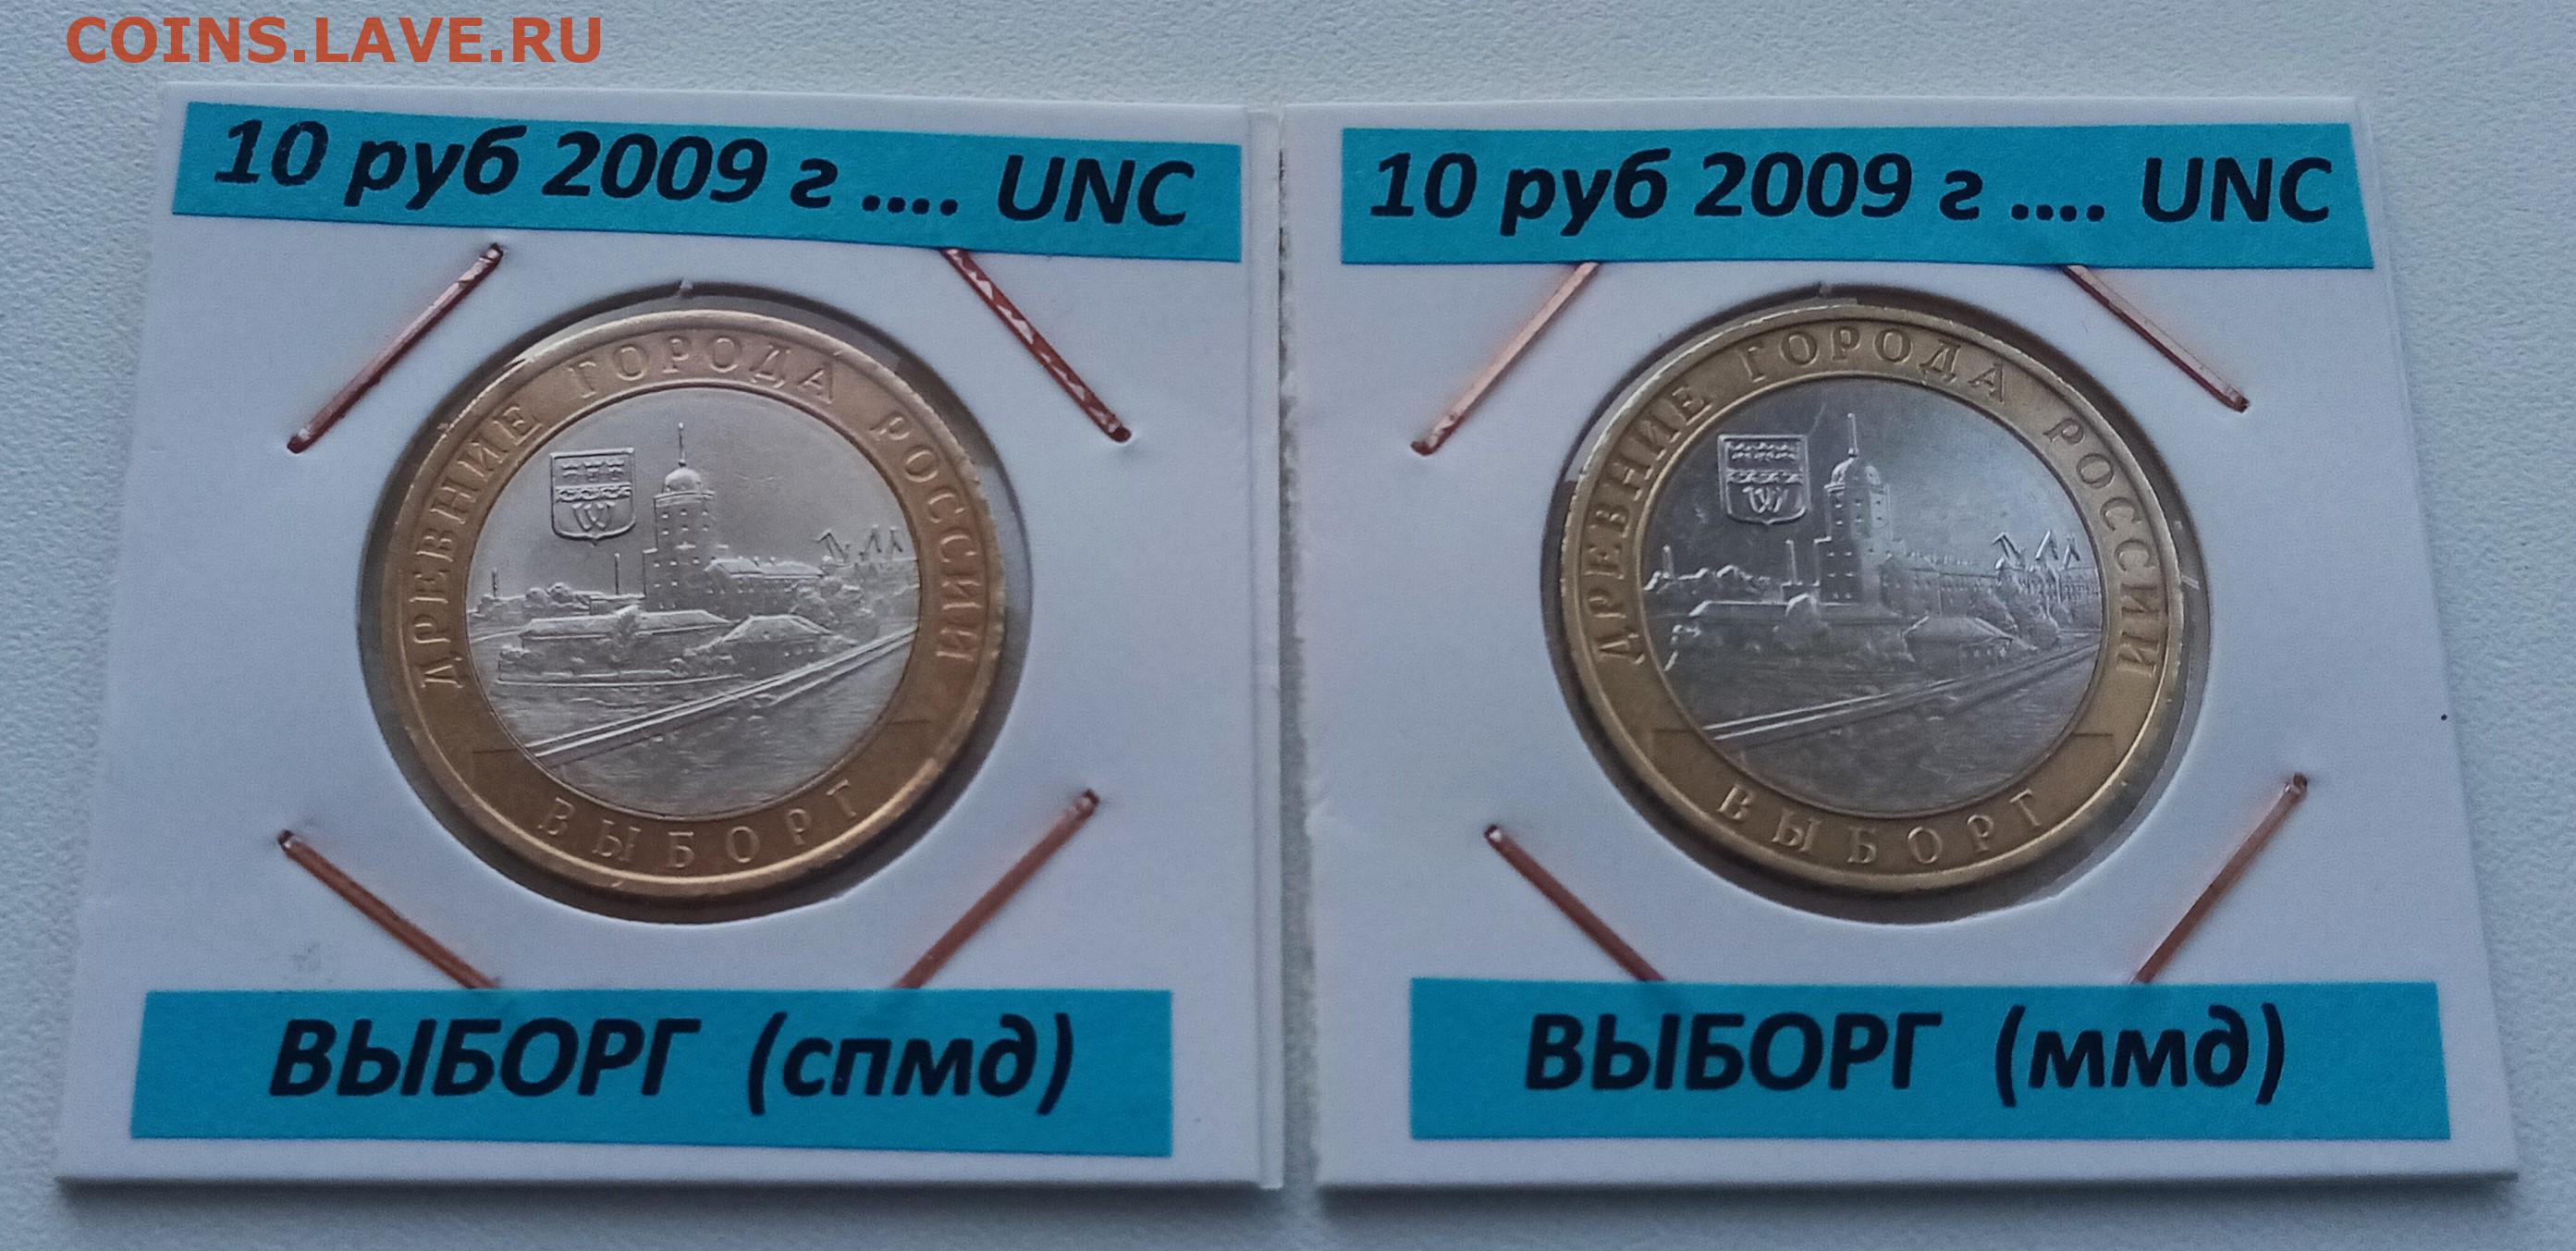 COINS.LAVE.RU
10 руб 2009 г .... UNC
ДРЕВНИЕ ГОРОДА РОССИИ
W
ВЫБОРГ
ВЫБОРГ (спмд)
10 руб 2009 г .... UNC
ДРЕВНИЕ ГОРОДА РОССИИ
W
ВЫБОРГ
ВЫБОРГ (ммд)